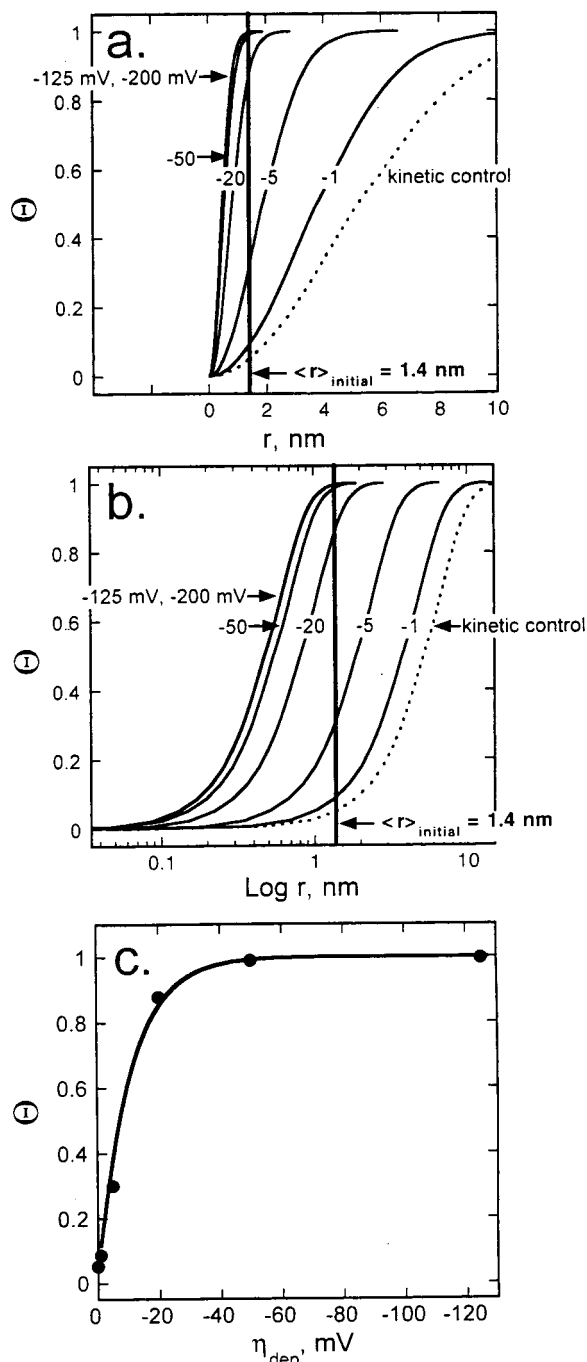 a.
1
0.8
0.6
0.4
0.2
0
Θ
-125 mV, -200 mV
-50
-20
-5
-1
kinetic control
<r>initial = 1.4 nm
0 2 4 6 8 10
r, nm
b.
1
0.8
0.6
0.4
0.2
0
Θ
-125 mV, -200 mV
-50
-20
-5
-1
kinetic control
<r>initial = 1.4 nm
0.1 1 10
Log r, nm
c.
1
0.8
0.6
0.4
0.2
0
Θ
0 -20 -40 -60 -80 -100 -120
ηdep, mV